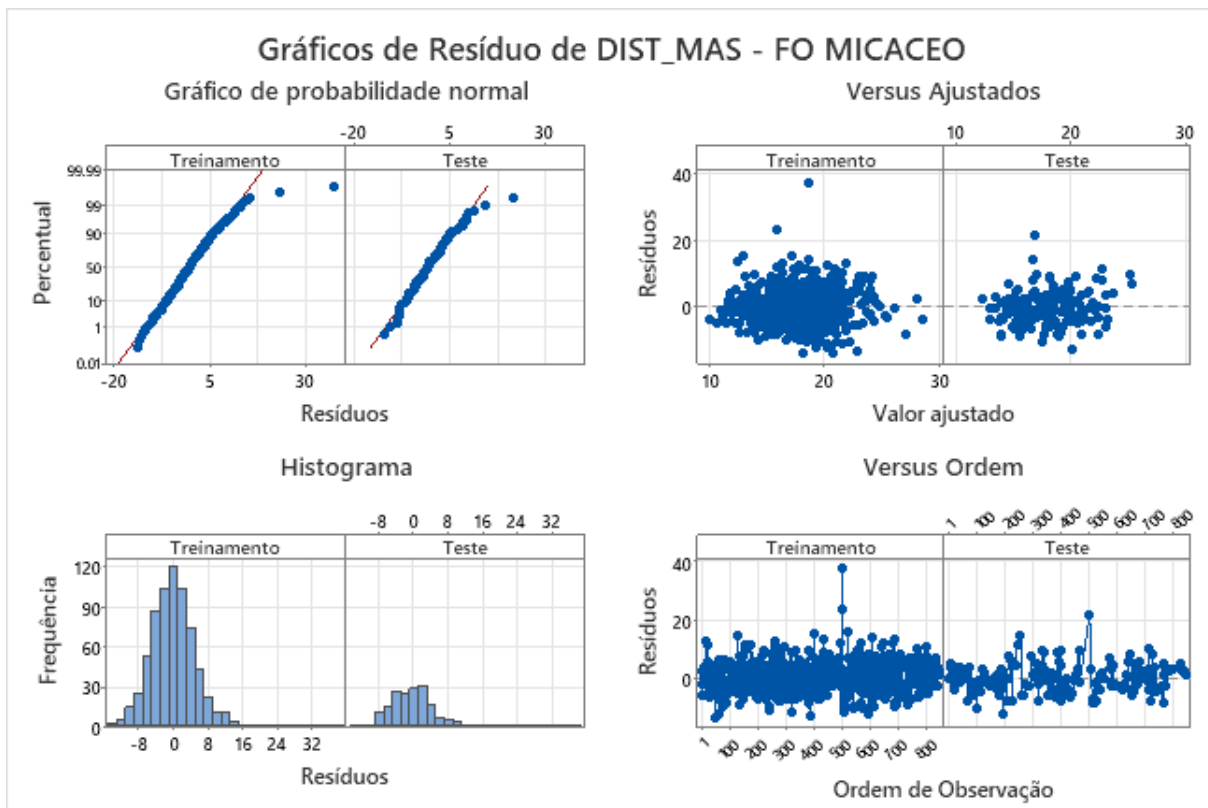 Gráficos de Resíduo de DIST_MAS - FO MICACEO
Gráfico de probabilidade normal
-20 5 30
Treinamento Teste
99.99
99
90
50
10
1
0.01
Percentual
-20 5 30
Resíduos
Versus Ajustados
10 20 30
Treinamento Teste
40
20
0
Resíduos
10 20 30
Valor ajustado
Histograma
-8 0 8 16 24 32
Treinamento Teste
120
90
60
30
0
Frequência
-8 0 8 16 24 32
Resíduos
Versus Ordem
1 100 200 300 400 500 600 700 800
Treinamento Teste
40
20
0
Resíduos
1 100 200 300 400 500 600 700 800
Ordem de Observação